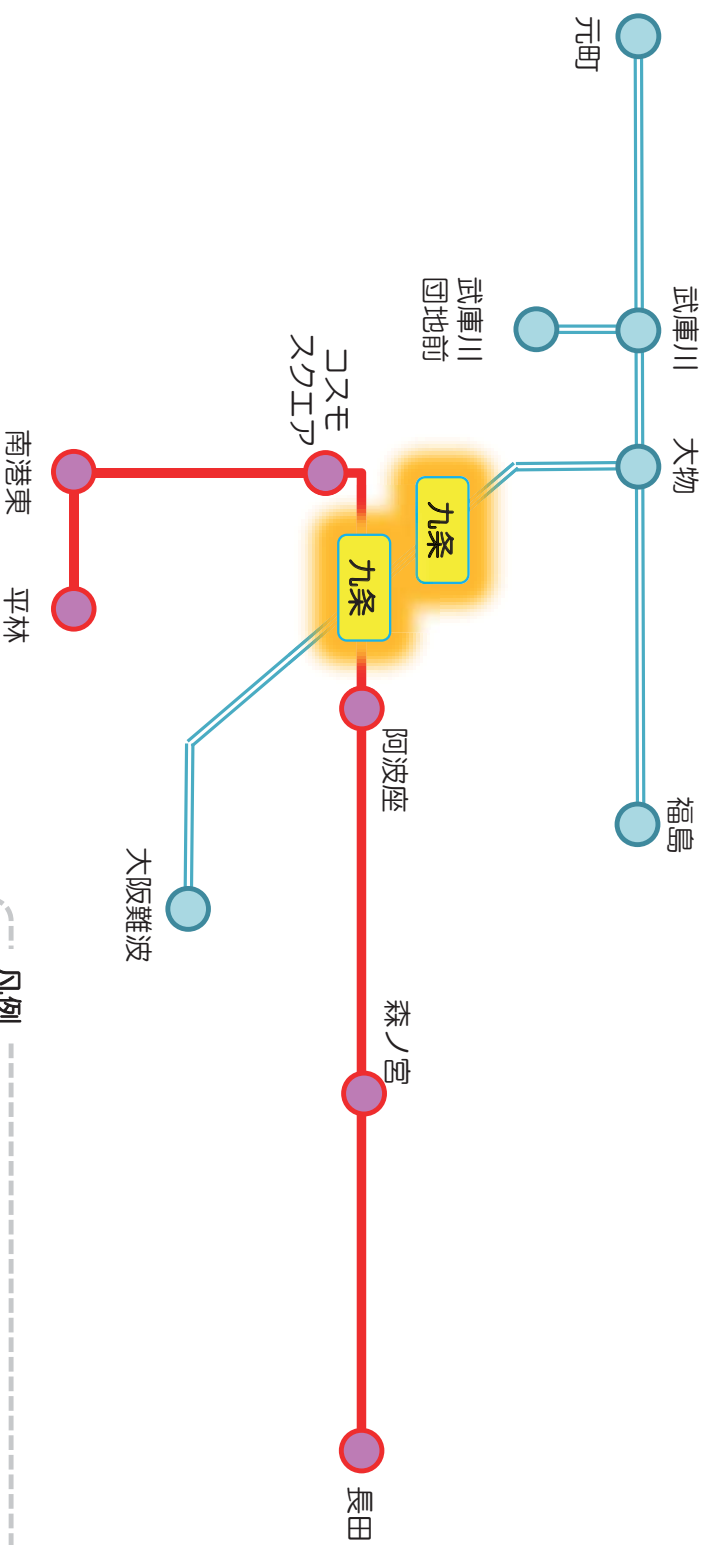 元町
武庫川
大物
福島
武庫川
団地前
九条
九条
コスモ
スクエア
阿波座
森ノ宮
長田
大阪難波
南港東
平林
凡例